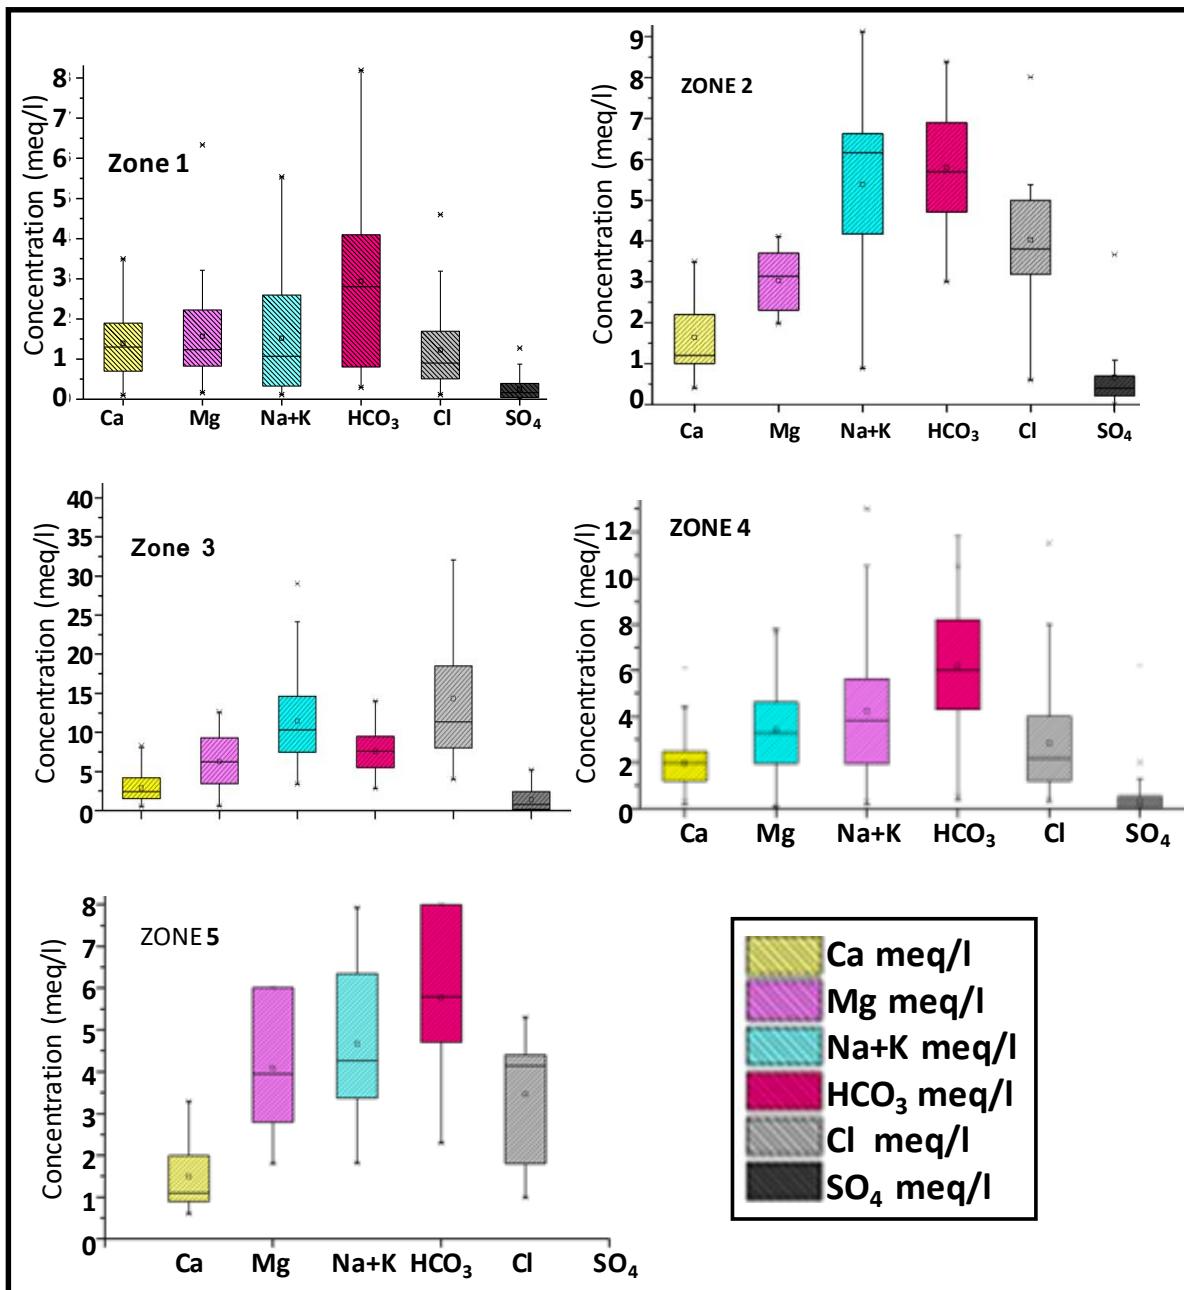 Zone 1
Concentration (meq/l)
8
7
6
5
4
3
2
1
0
Ca Mg Na+K HCO₃ Cl SO₄
ZONE 2
Concentration (meq/l)
9
8
7
6
5
4
3
2
1
0
Ca Mg Na+K HCO₃ Cl SO₄
Zone 3
Concentration (meq/l)
40
35
30
25
20
15
10
5
0
ZONE 4
Concentration (meq/l)
12
10
8
6
4
2
0
Ca Mg Na+K HCO₃ Cl SO₄
ZONE 5
Concentration (meq/l)
8
7
6
5
4
3
2
1
0
Ca Mg Na+K HCO₃ Cl SO₄
Ca meq/l
Mg meq/l
Na+K meq/l
HCO₃ meq/l
Cl meq/l
SO₄ meq/l